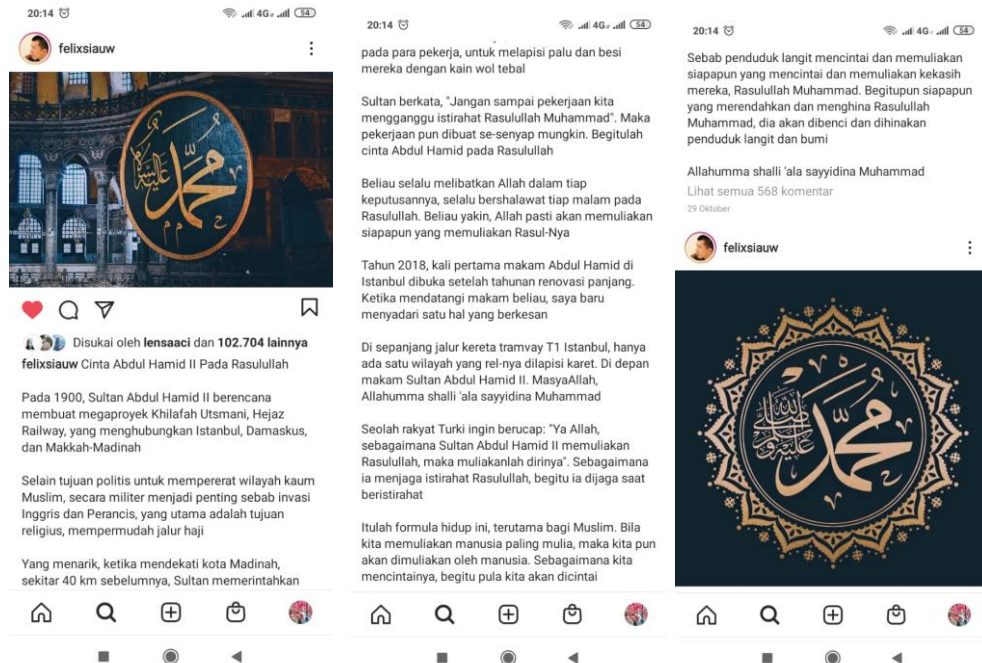 20:14
4G
54
felixsiauw
محمد
عليه السلام
Disukai oleh lensaaci dan 102.704 lainnya
felixsiauw Cinta Abdul Hamid II Pada Rasulullah
Pada 1900, Sultan Abdul Hamid II berencana
membuat megaproyek Khilafah Utsmani, Hejaz
Railway, yang menghubungkan Istanbul, Damaskus,
dan Makkah-Madinah
Selain tujuan politis untuk mempererat wilayah kaum
Muslim, secara militer menjadi penting sebab invasi
Inggris dan Perancis, yang utama adalah tujuan
religius, mempermudah jalur haji
Yang menarik, ketika mendekati kota Madinah,
sekitar 40 km sebelumnya, Sultan memerintahkan
20:14
4G
54
pada para pekerja, untuk melapisi palu dan besi
mereka dengan kain wol tebal
Sultan berkata, "Jangan sampai pekerjaan kita
mengganggu istirahat Rasulullah Muhammad". Maka
pekerjaan pun dibuat se-senyap mungkin. Begitulah
cinta Abdul Hamid pada Rasulullah
Beliau selalu melibatkan Allah dalam tiap
keputusannya, selalu bershalawat tiap malam pada
Rasulullah. Beliau yakin, Allah pasti akan memuliakan
siapapun yang memuliakan Rasul-Nya
Tahun 2018, kali pertama makam Abdul Hamid di
Istanbul dibuka setelah tahunan renovasi panjang.
Ketika mendatangi makam beliau, saya baru
menyadari satu hal yang berkesan
Di sepanjang jalur kereta tramvay T1 Istanbul, hanya
ada satu wilayah yang rel-nya dilapisi karet. Di depan
makam Sultan Abdul Hamid II. MasyaAllah,
Allahumma shalli 'ala sayyidina Muhammad
Seolah rakyat Turki ingin berucap: "Ya Allah,
sebagaimana Sultan Abdul Hamid II memuliakan
Rasulullah, maka muliakanlah dirinya". Sebagaimana
ia menjaga istirahat Rasulullah, begitu ia dijaga saat
beristirahat
Itulah formula hidup ini, terutama bagi Muslim. Bila
kita memuliakan manusia paling mulia, maka kita pun
akan dimuliakan oleh manusia. Sebagaimana kita
mencintainya, begitu pula kita akan dicintai
20:14
4G
54
Sebab penduduk langit mencintai dan memuliakan
siapapun yang mencintai dan memuliakan kekasih
mereka, Rasulullah Muhammad. Begitupun siapapun
yang merendahkan dan menghina Rasulullah
Muhammad, dia akan dibenci dan dihinakan
penduduk langit dan bumi
Allahumma shalli 'ala sayyidina Muhammad
Lihat semua 568 komentar
29 Oktober
felixsiauw
محمد
صلى الله عليه وسلم